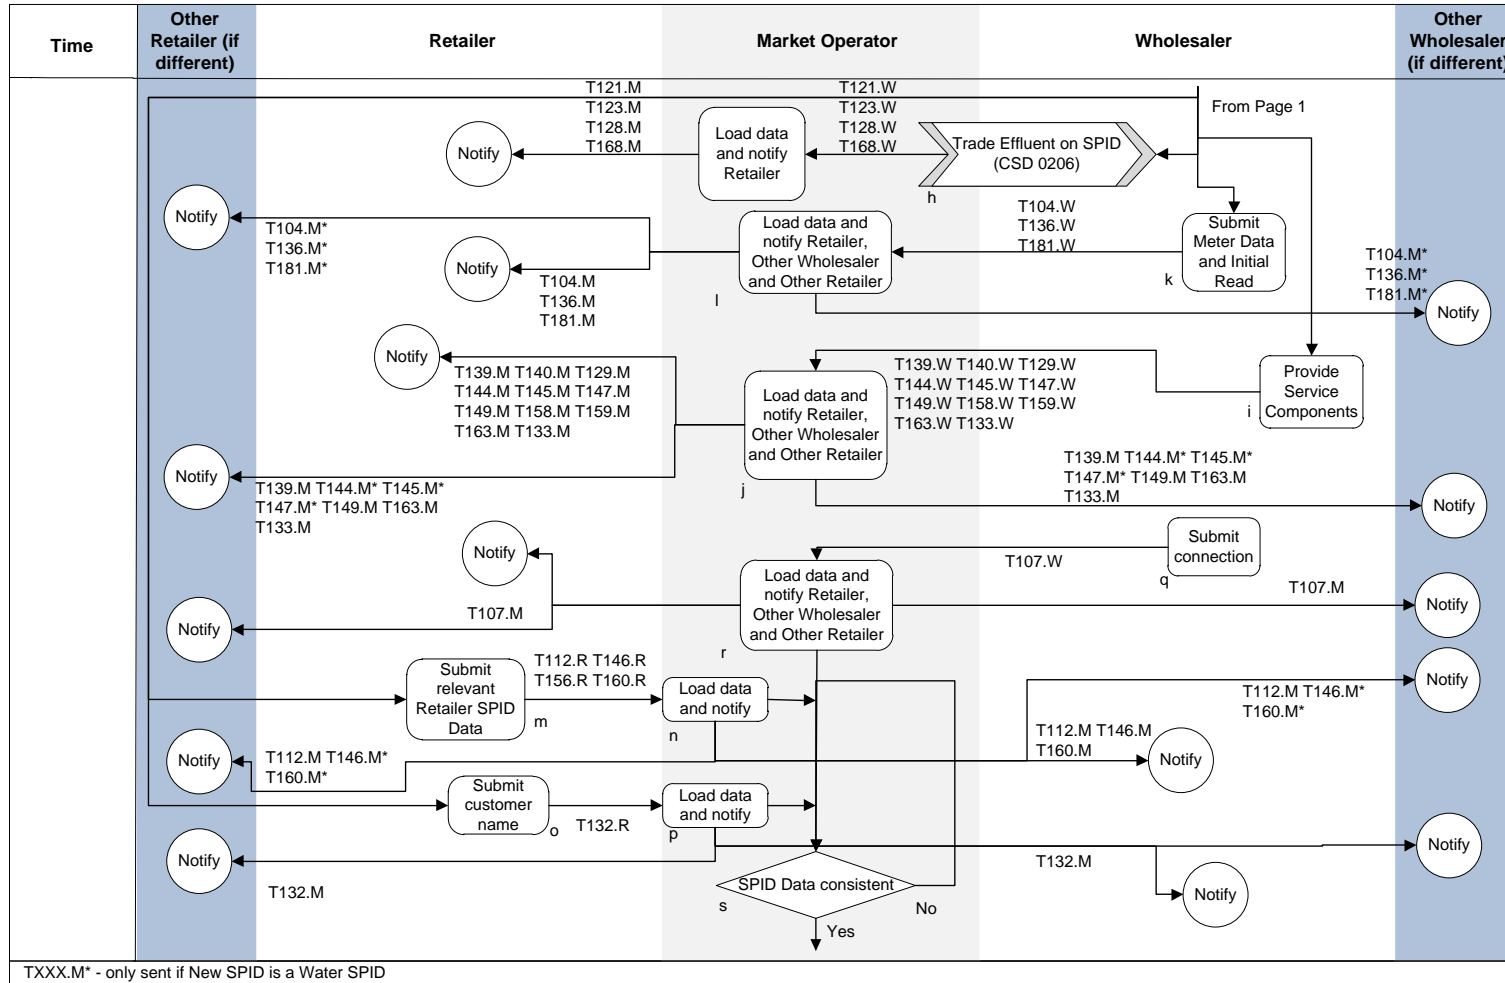 Time
Other
Retailer (if
different)
Retailer
Market Operator
Wholesaler
Other
Wholesaler
(if different)
T121.M
T123.M
T128.M
T168.M
T121.W
T123.W
T128.W
T168.W
From Page 1
Notify
Load data
and notify
Retailer
Trade Effluent on SPID
(CSD 0206)
h
Notify
T104.M*
T136.M*
T181.M*
Notify
T104.M
T136.M
T181.M
Load data and
notify Retailer,
Other Wholesaler
and Other Retailer
l
T104.W
T136.W
T181.W
Submit
Meter Data
and Initial
Read
k
T104.M*
T136.M*
T181.M*
Notify
Notify
T139.M T140.M T129.M
T144.M T145.M T147.M
T149.M T158.M T159.M
T163.M T133.M
Load data and
notify Retailer,
Other Wholesaler
and Other Retailer
j
T139.W T140.W T129.W
T144.W T145.W T147.W
T149.W T158.W T159.W
T163.W T133.W
Provide
Service
Components
i
Notify
T139.M T144.M* T145.M*
T147.M* T149.M T163.M
T133.M
T139.M T144.M* T145.M*
T147.M* T149.M T163.M
T133.M
Notify
Notify
Submit
connection
q
T107.W
Load data and
notify Retailer,
Other Wholesaler
and Other Retailer
r
T107.M
Notify
Notify
T107.M
Submit
relevant
Retailer SPID
Data
m
T112.R T146.R
T156.R T160.R
Load data
and notify
n
T112.M T146.M*
T160.M*
Notify
T112.M T146.M
T160.M
Notify
Notify
T112.M T146.M*
T160.M*
Submit
customer
name
o
T132.R
Load data
and notify
p
Notify
T132.M
T132.M
Notify
Notify
SPID Data consistent
s
No
Yes
TXXX.M* - only sent if New SPID is a Water SPID